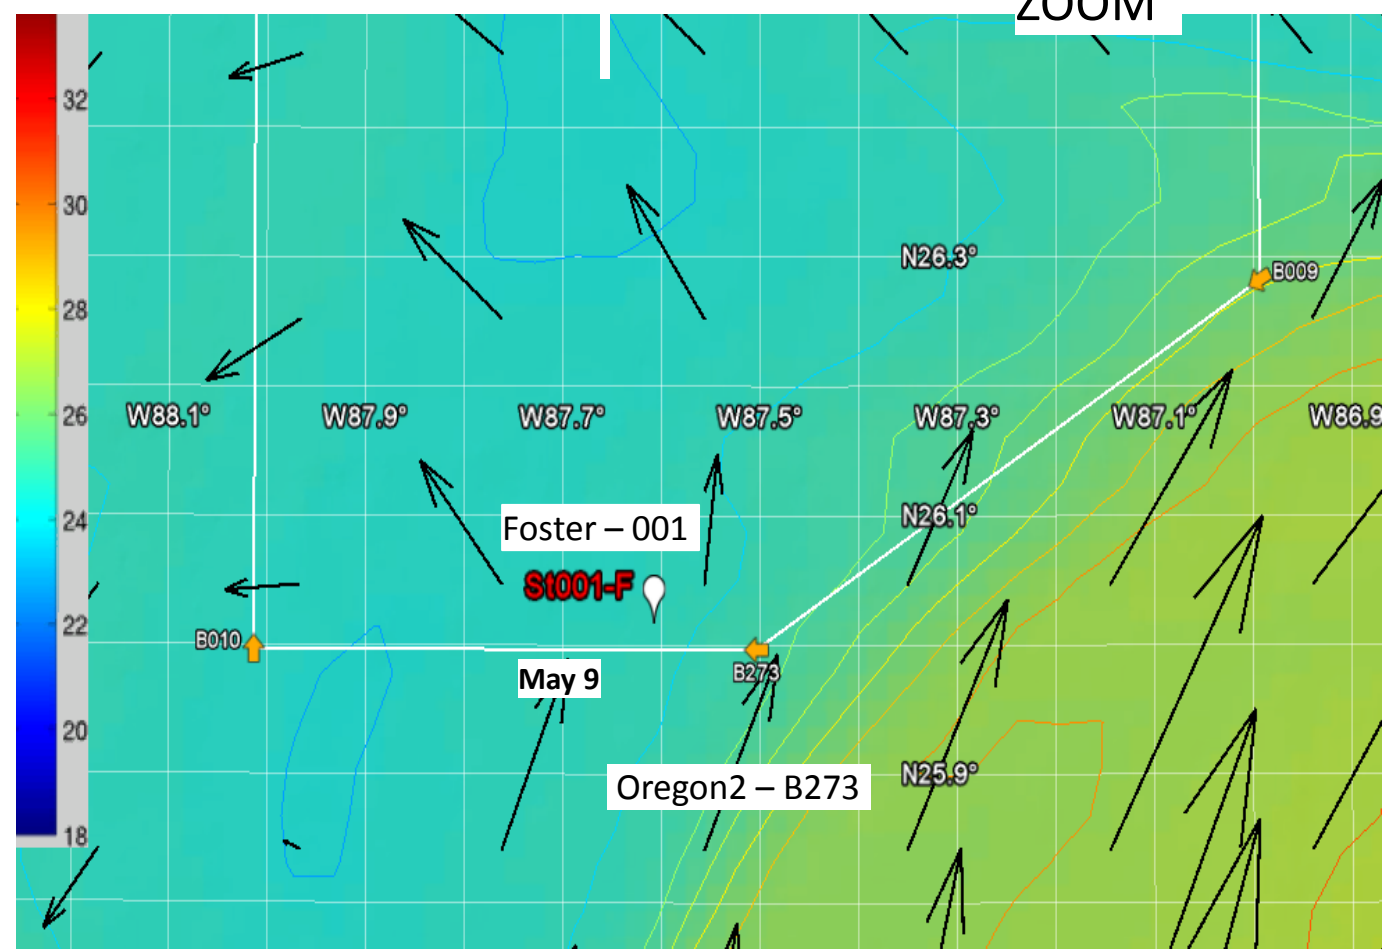 ZOOM
32
30
28
26
24
22
20
18
B009
N26.3°
W88.1°
W87.9°
W87.7°
W87.5°
W87.3°
W87.1°
W86.9
N26.1°
Foster – 001
St001-F
B010
B273
May 9
N25.9°
Oregon2 – B273